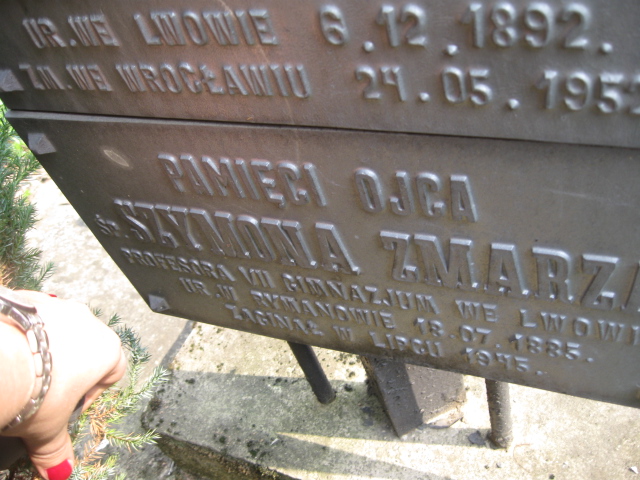 UR. WE LWOWIE 6.12.1892.
ZM. WE WROCŁAWIU 24.05.195
PAMIĘCI OJCA
ŚP. SZYMONA ZMARZ
PROFESORA VII GIMNAZJUM WE LWOWI
UR. W RYMANOWIE 18.07.1885.
ZAGINĄŁ W LIPCU 1945.